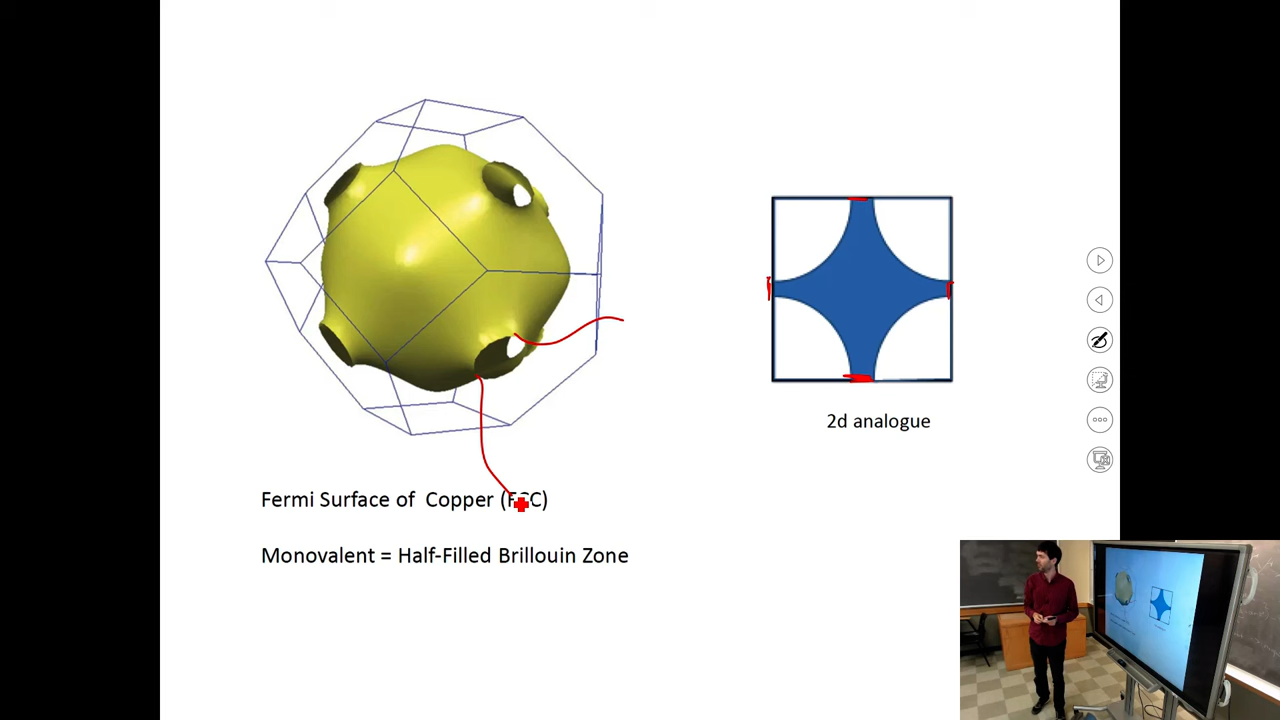 2d analogue
Fermi Surface of Copper (FCC)
Monovalent = Half-Filled Brillouin Zone